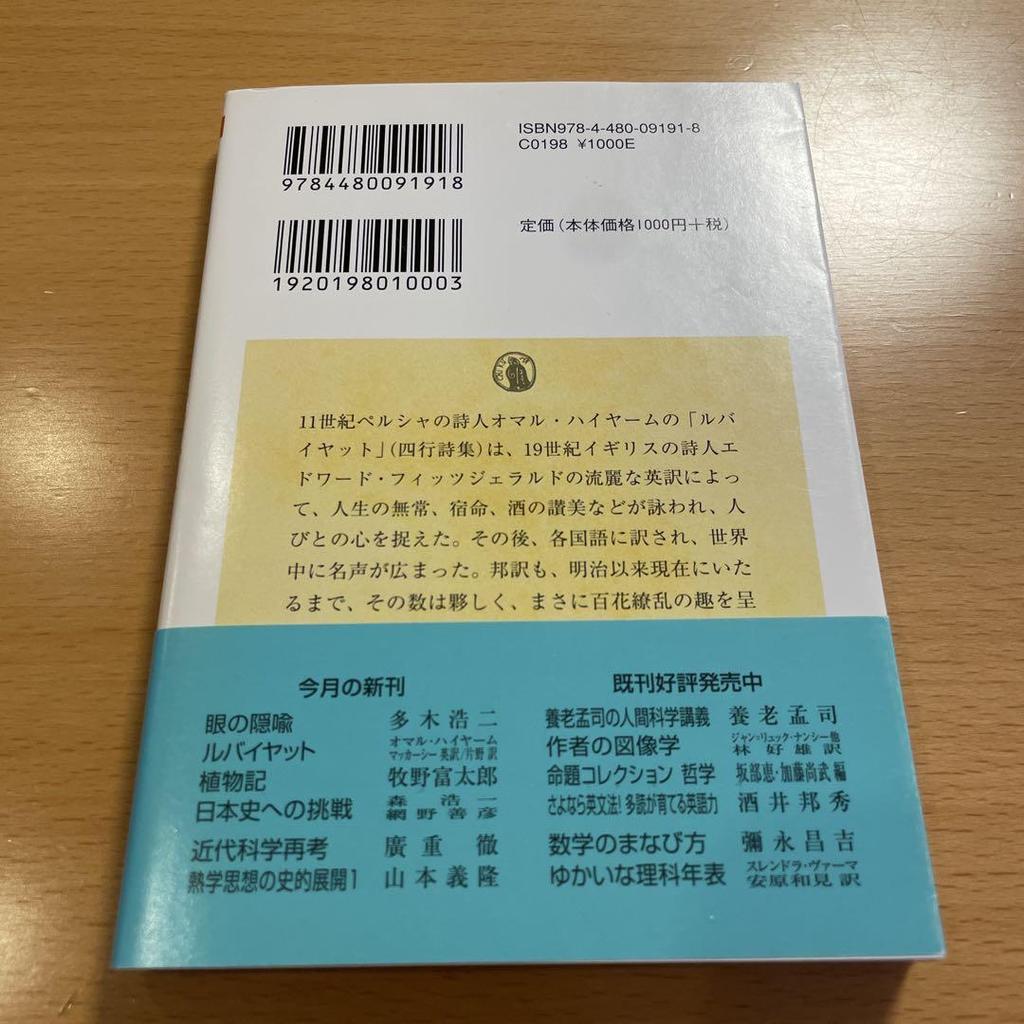 ISBN978-4-480-09191-8
C0198 ¥1000E
9784480091918
定価(本体価格1000円+税)
1920198010003
11世紀ペルシャの詩人オマル・ハイヤームの「ルバ
イヤット」(四行詩集)は、19世紀イギリスの詩人エ
ドワード・フィッツジェラルドの流麗な英訳によっ
て、人生の無常、宿命、酒の讃美などが詠われ、人
びとの心を捉えた。その後、各国語に訳され、世界
中に名声が広まった。邦訳も、明治以来現在にいた
るまで、その数は夥しく、まさに百花繚乱の趣を呈
今月の新刊
眼の隠喩 多木浩二
ルバイヤット オマル・ハイヤーム マッカーシー英訳/片野訳
植物記 牧野富太郎
日本史への挑戦 森浩一 網野善彦
近代科学再考 廣重徹
熱学思想の史的展開1 山本義隆
既刊好評発売中
養老孟司の人間科学講義 養老孟司
作者の図像学 ジャン=リュック・ナンシー他 林好雄訳
命題コレクション 哲学 坂部恵・加藤尚武編
さよなら英文法!多読が育てる英語力 酒井邦秀
数学のまなび方 彌永昌吉
ゆかいな理科年表 スレンドラ・ヴァーマ 安原和見訳